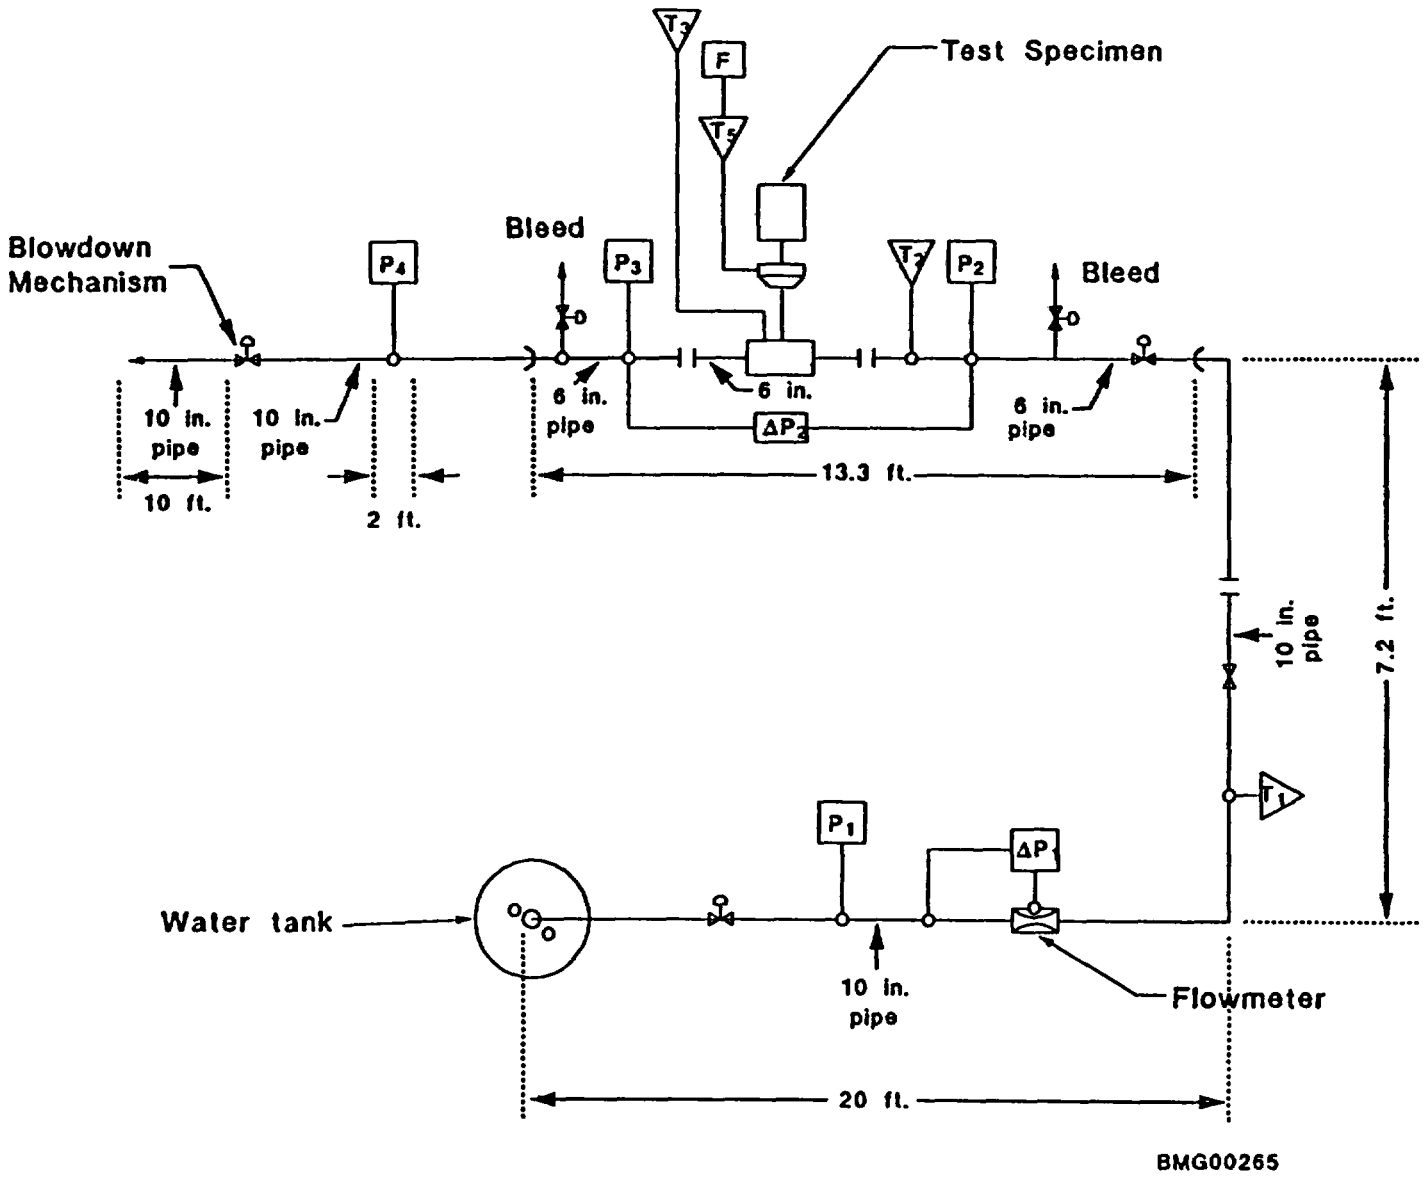 T3
F
Test Specimen
T5
Bleed
Blowdown
Mechanism
P4
P3
T2
P2
Bleed
10 in.
pipe
10 in.
pipe
6 in.
pipe
6 in.
6 in.
pipe
ΔP2
13.3 ft.
10 ft.
2 ft.
10 in.
pipe
7.2 ft.
T1
P1
ΔP1
Water tank
10 in.
pipe
Flowmeter
20 ft.
BMG00265